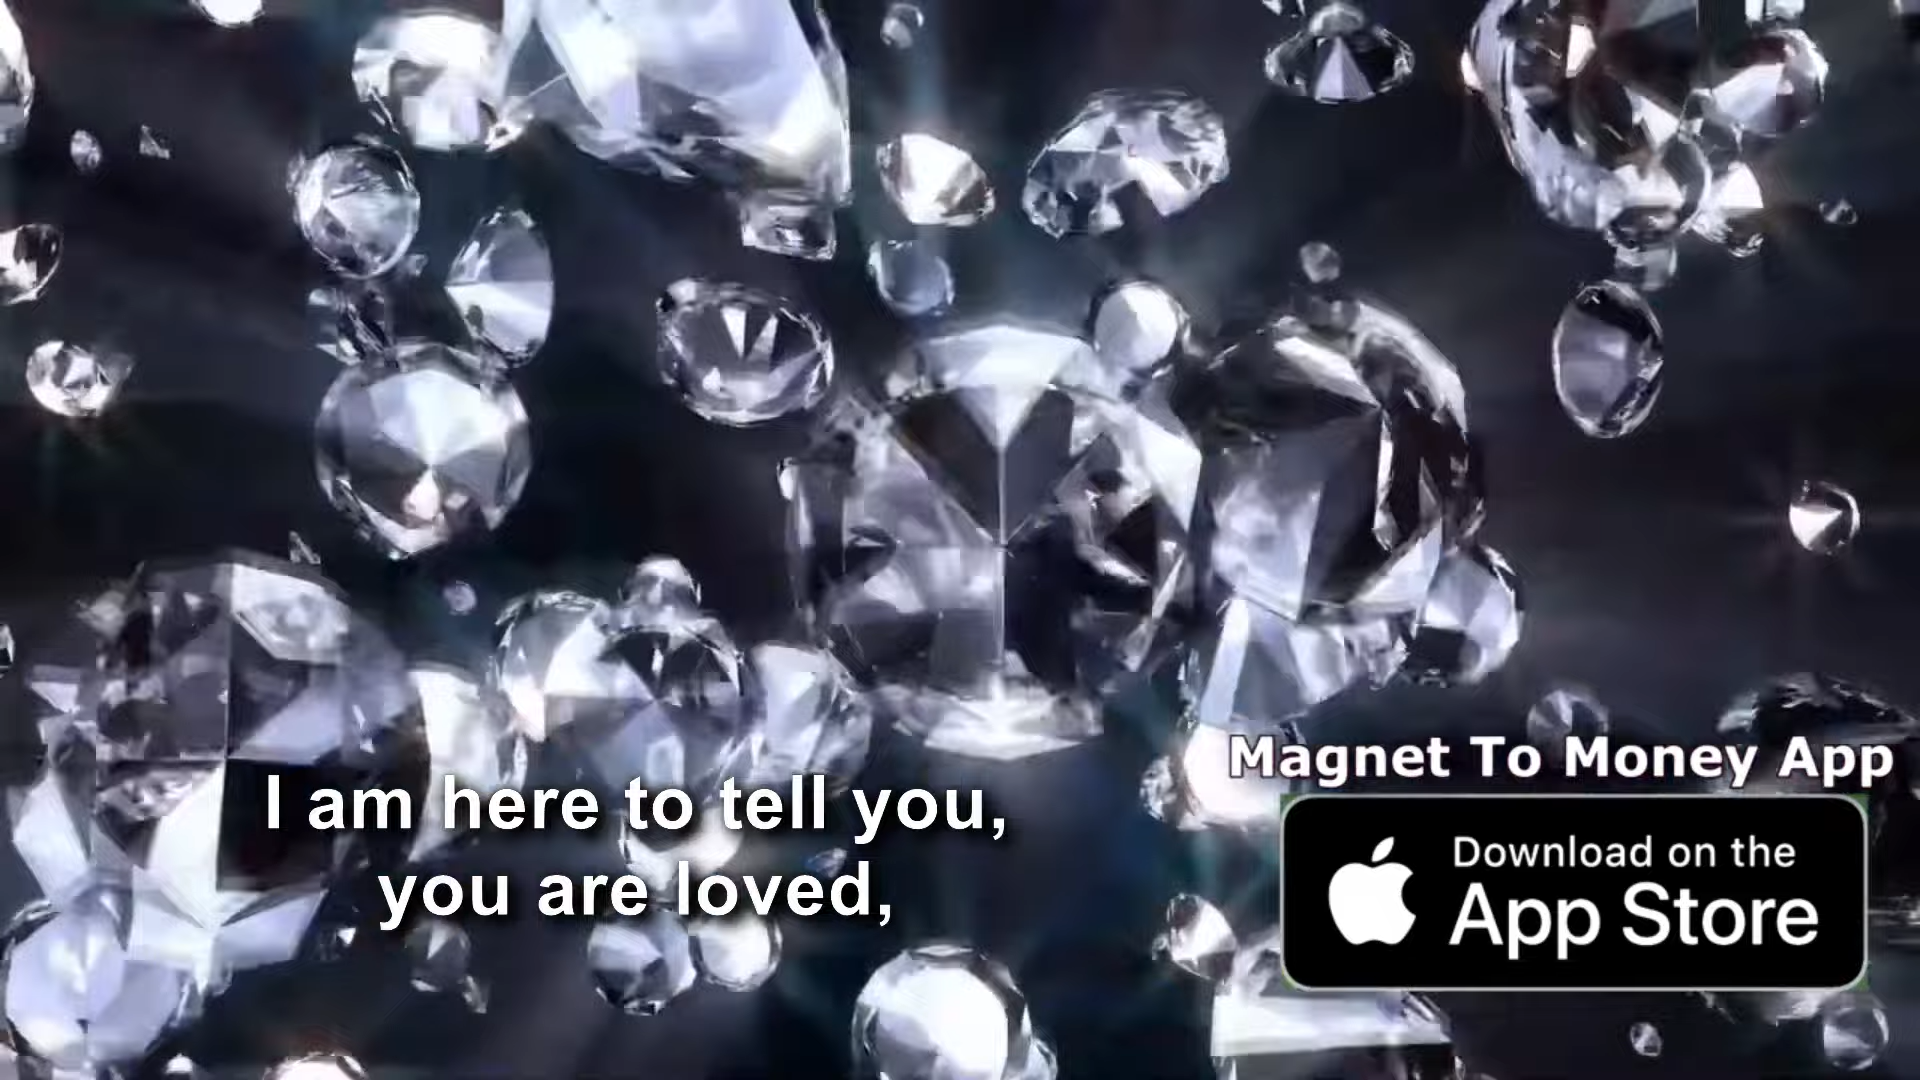 I am here to tell you,
you are loved,
Magnet To Money App
Download on the
App Store